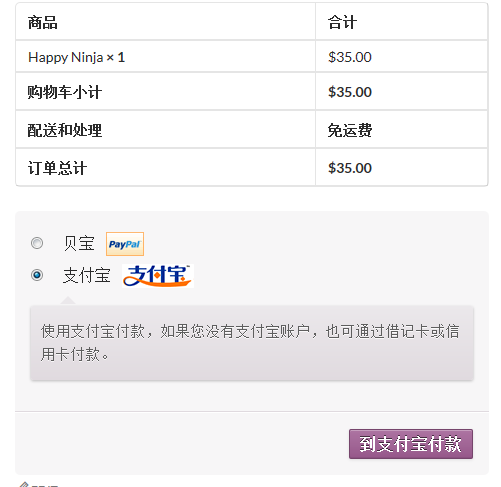 商品 合计
Happy Ninja × 1 $35.00
购物车小计 $35.00
配送和处理 免运费
订单总计 $35.00
贝宝 PayPal
支付宝 支付宝
使用支付宝付款，如果您没有支付宝账户，也可通过借记卡或信
用卡付款。
到支付宝付款